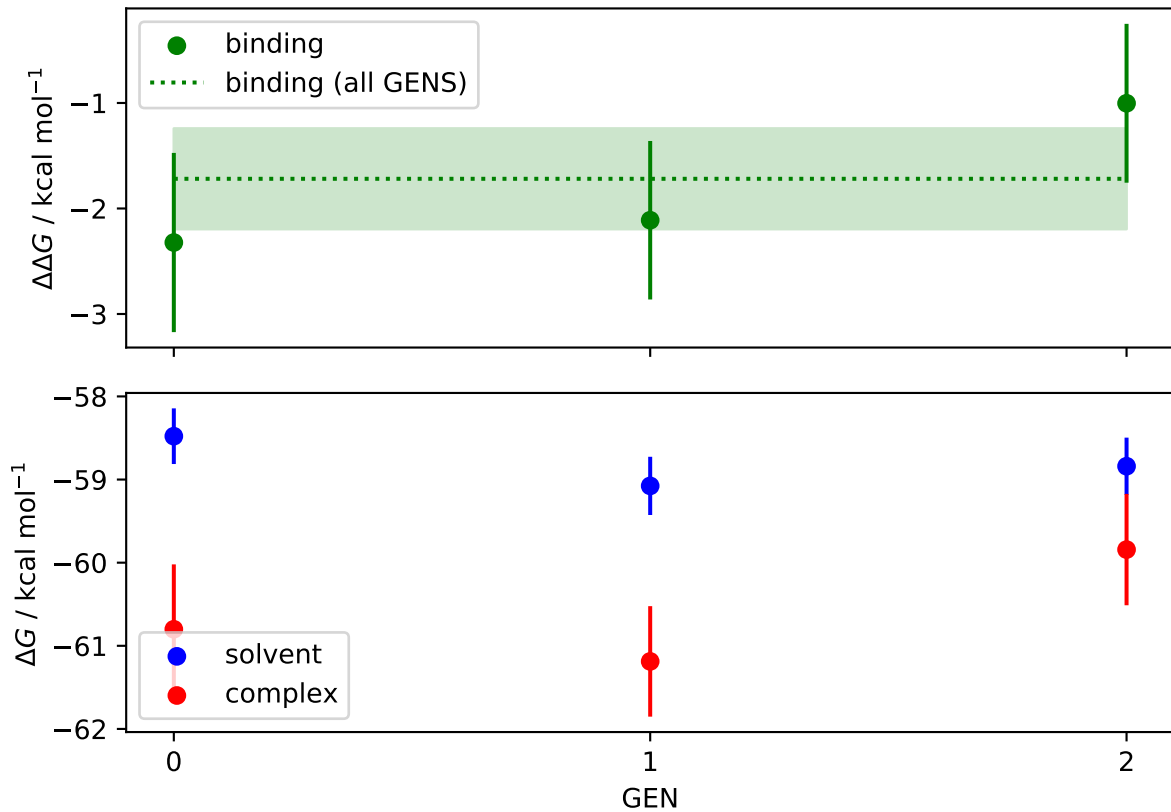 binding
binding (all GENS)
ΔΔG / kcal mol⁻¹
−1
−2
−3
−58
−59
−60
−61
−62
ΔG / kcal mol⁻¹
solvent
complex
0 1 2
GEN